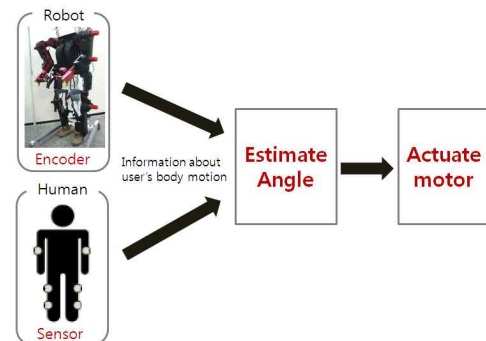 Robot
Encoder
Information about
user's body motion
Human
Sensor
Estimate
Angle
Actuate
motor